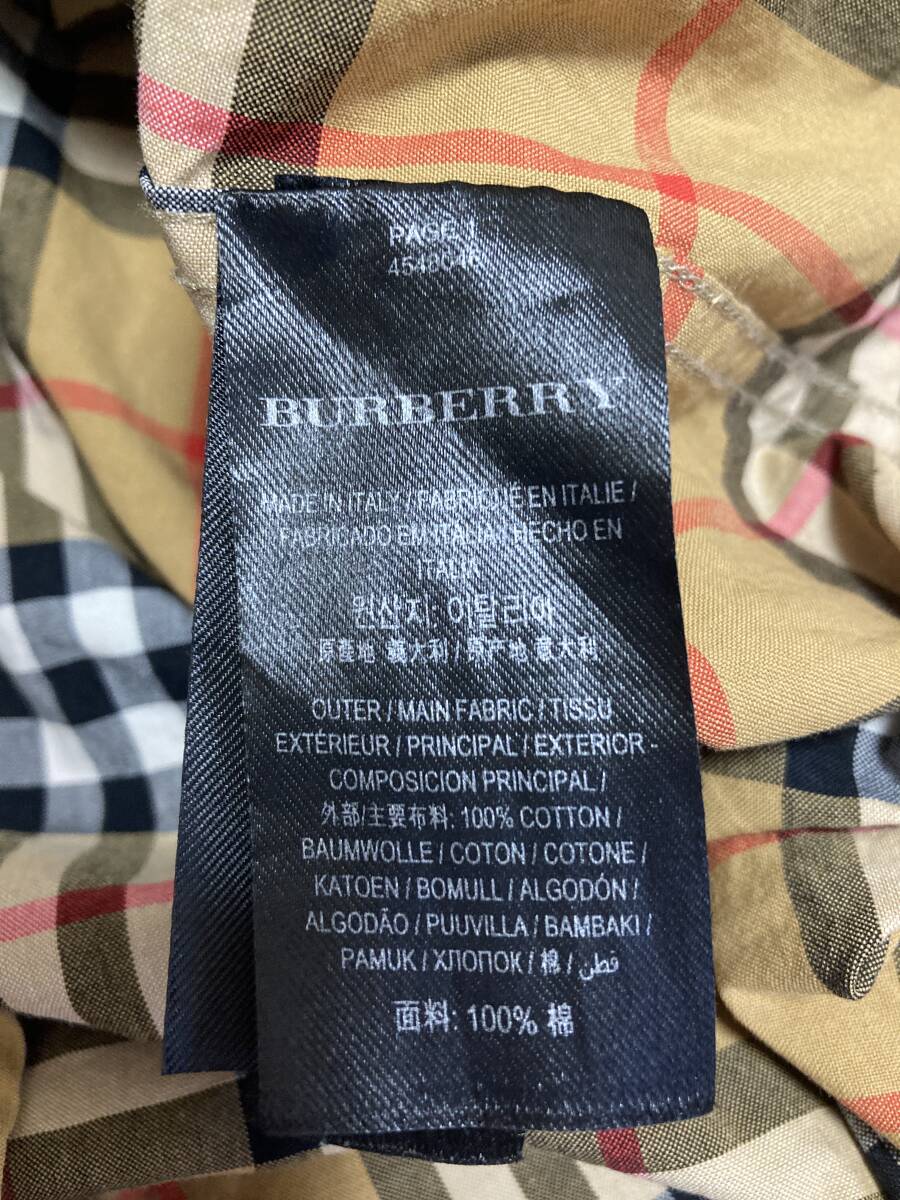 PAGE 1
BURBERRY
MADE IN ITALY / FABRIQUÉ EN ITALIE /
FABRICADO EM ITALIA / HECHO EN
ITALIA
원산지: 이탈리아
原産地 義大利 / 原产地 意大利
OUTER / MAIN FABRIC / TISSU
EXTÉRIEUR / PRINCIPAL / EXTERIOR -
COMPOSICION PRINCIPAL /
外部/主要布料: 100% COTTON /
BAUMWOLLE / COTON / COTONE /
KATOEN / BOMULL / ALGODÓN /
ALGODÃO / PUUVILLA / BAMBAKI /
PAMUK / ХЛОПОК / 棉 / قطن
面料: 100% 棉